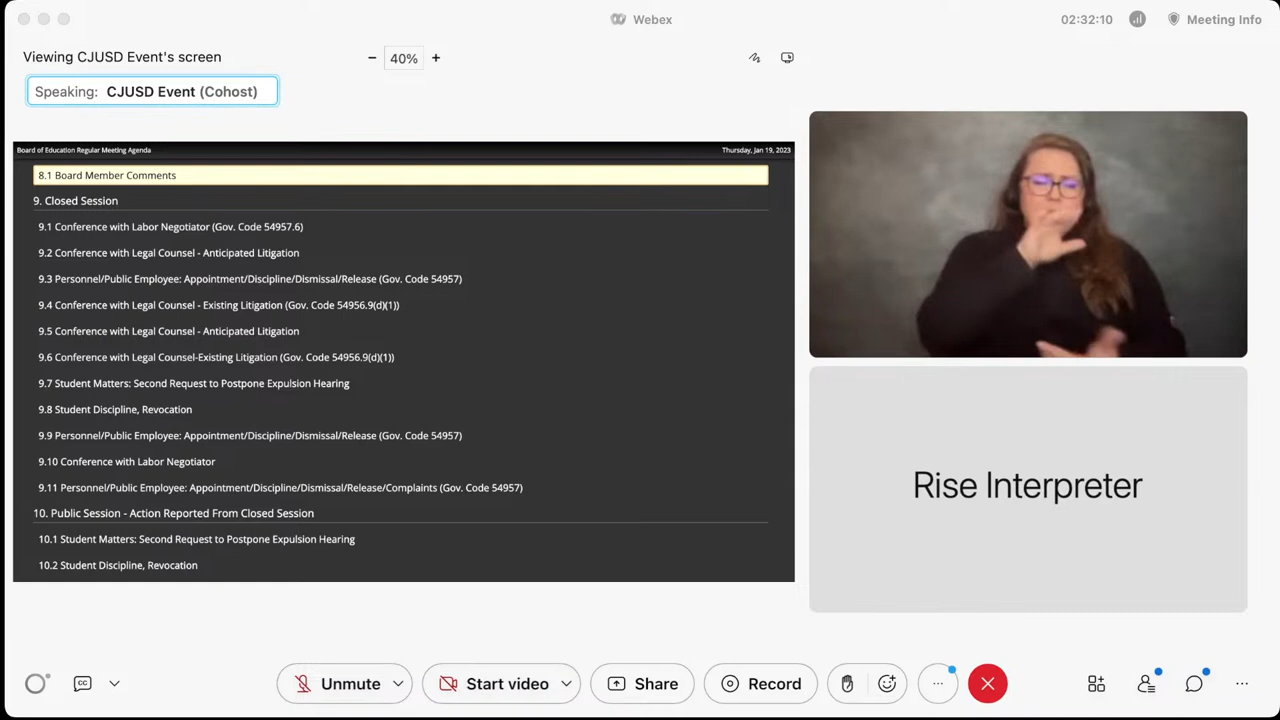 Webex
02:32:10
Meeting Info
Viewing CJUSD Event's screen
− 40% +
Speaking: CJUSD Event (Cohost)
Board of Education Regular Meeting Agenda
Thursday, Jan 19, 2023
8.1 Board Member Comments
9. Closed Session
9.1 Conference with Labor Negotiator (Gov. Code 54957.6)
9.2 Conference with Legal Counsel - Anticipated Litigation
9.3 Personnel/Public Employee: Appointment/Discipline/Dismissal/Release (Gov. Code 54957)
9.4 Conference with Legal Counsel - Existing Litigation (Gov. Code 54956.9(d)(1))
9.5 Conference with Legal Counsel - Anticipated Litigation
9.6 Conference with Legal Counsel-Existing Litigation (Gov. Code 54956.9(d)(1))
9.7 Student Matters: Second Request to Postpone Expulsion Hearing
9.8 Student Discipline, Revocation
9.9 Personnel/Public Employee: Appointment/Discipline/Dismissal/Release (Gov. Code 54957)
9.10 Conference with Labor Negotiator
9.11 Personnel/Public Employee: Appointment/Discipline/Dismissal/Release/Complaints (Gov. Code 54957)
10. Public Session - Action Reported From Closed Session
10.1 Student Matters: Second Request to Postpone Expulsion Hearing
10.2 Student Discipline, Revocation
Rise Interpreter
CC
Unmute
Start video
Share
Record